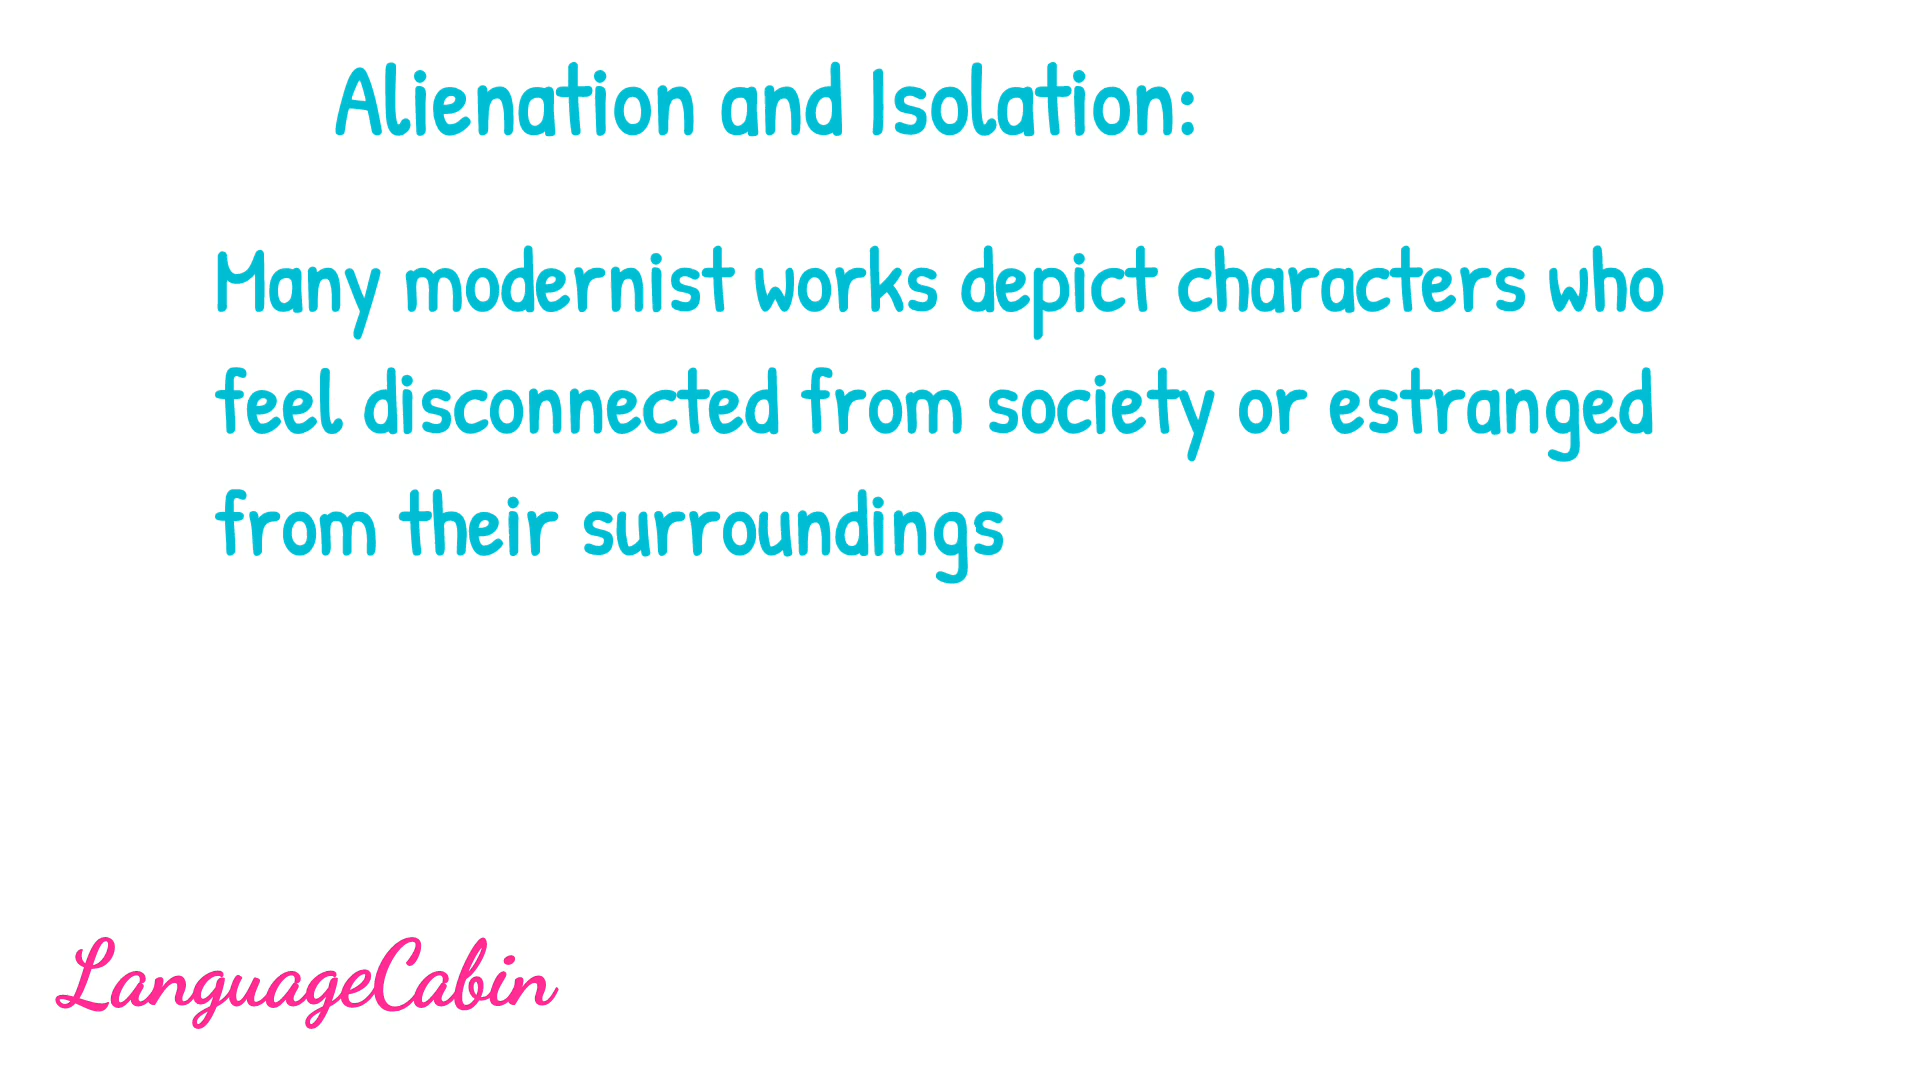 Alienation and Isolation:
Many modernist works depict characters who
feel disconnected from society or estranged
from their surroundings
LanguageCabin